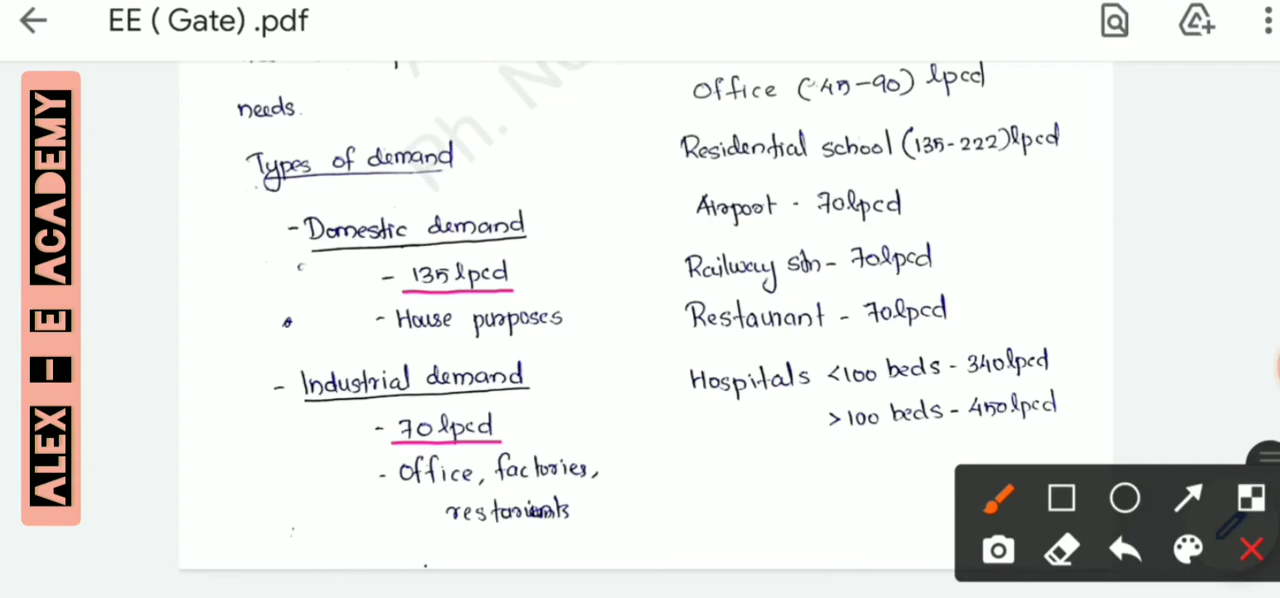 EE ( Gate) .pdf
ALEX - E ACADEMY
needs.
Types of demand
- Domestic demand
- 135 lpcd
- House purposes
- Industrial demand
- 70 lpcd
- Office, factories,
Ph. N
Office (45-90) lpcd
Residential school (135-222) lpcd
Airport - 70lpcd
Railway stn - 70lpcd
Restaurant - 70lpcd
Hospitals <100 beds - 340lpcd
>100 beds - 450lpcd